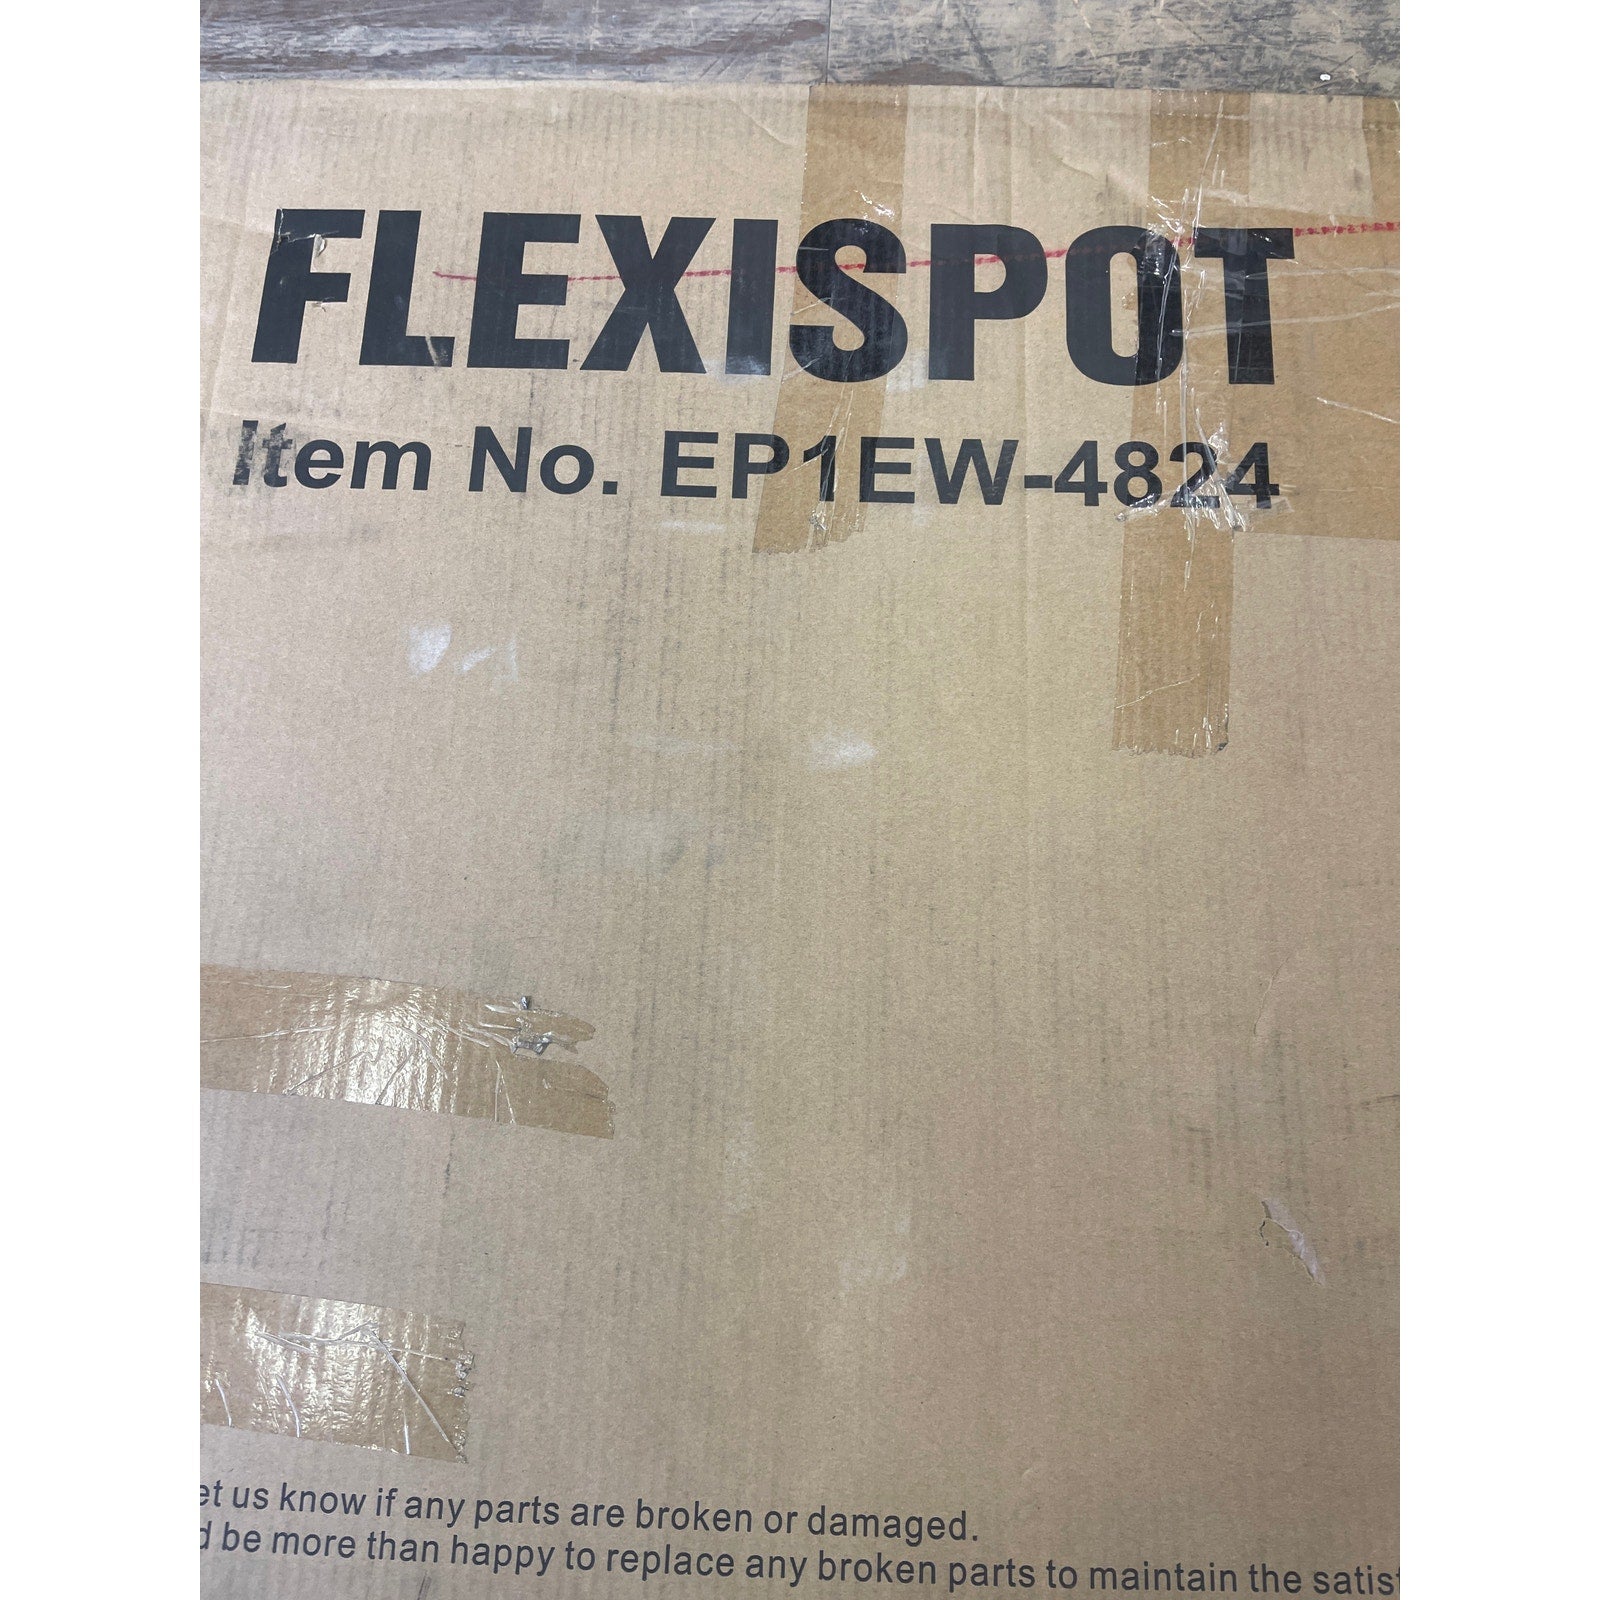 FLEXISPOT
Item No. EP1EW-4824
et us know if any parts are broken or damaged.
d be more than happy to replace any broken parts to maintain the satis